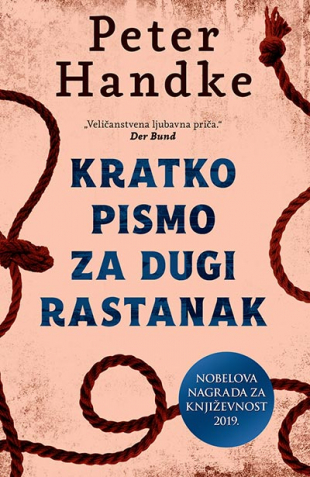 Peter
Handke
„Veličanstvena ljubavna priča.“
Der Bund
KRATKO
PISMO
ZA DUGI
RASTANAK
NOBELOVA
NAGRADA ZA
KNJIŽEVNOST
2019.